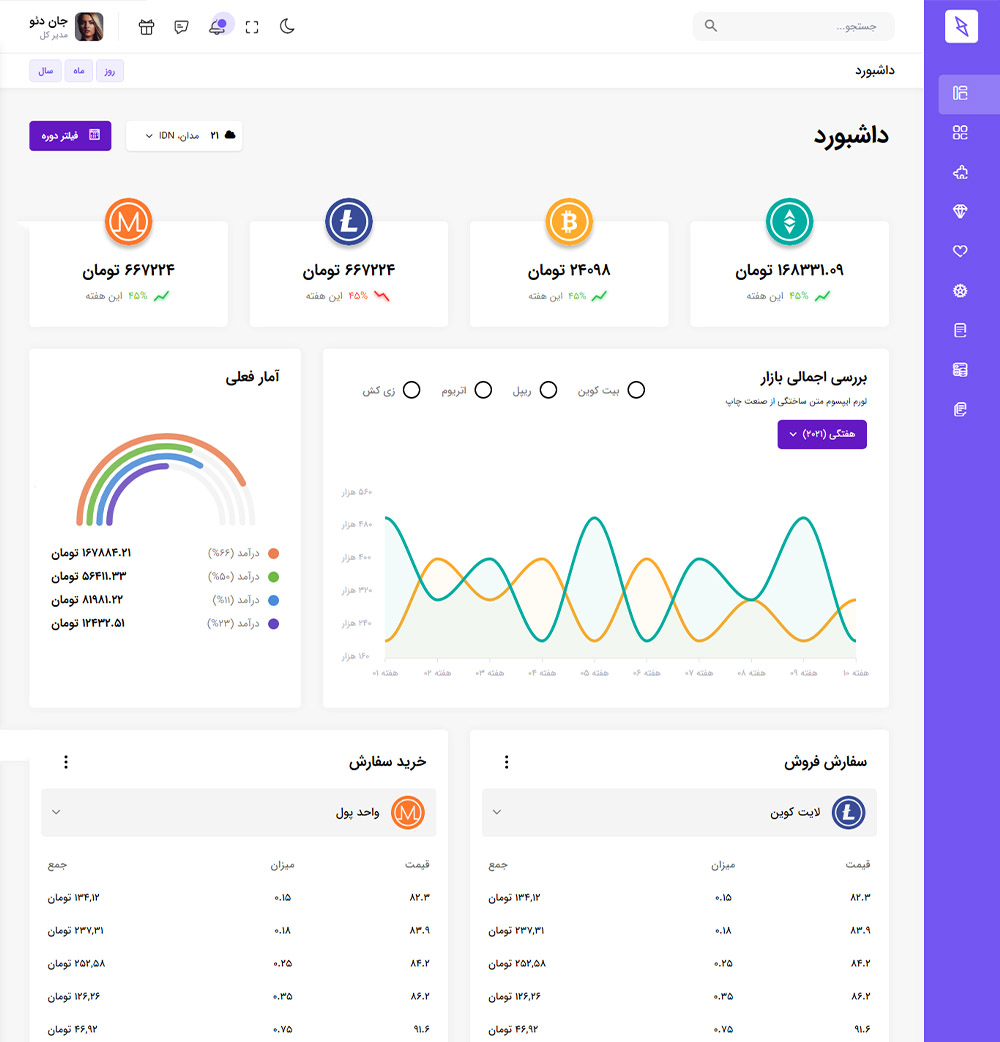 جستجو...
جان دئو
مدیر کل
داشبورد
روز
ماه
سال
داشبورد
۲۱ مدان، IDN
فیلتر دوره
۱۶۸۳۳۱.۰۹ تومان
۴۵% این هفته
۲۴۰۹۸ تومان
۴۵% این هفته
۶۶۷۲۲۴ تومان
۴۵% این هفته
۶۶۷۲۲۴ تومان
۴۵% این هفته
بررسی اجمالی بازار
لورم ایپسوم متن ساختگی از صنعت چاپ
بیت کوین
ریپل
اتریوم
زی کش
هفتگی (۲۰۲۱)
۵۶۰ هزار
۴۸۰ هزار
۴۰۰ هزار
۳۲۰ هزار
۲۴۰ هزار
۱۶۰ هزار
هفته ۰۱
هفته ۰۲
هفته ۰۳
هفته ۰۴
هفته ۰۵
هفته ۰۶
هفته ۰۷
هفته ۰۸
هفته ۰۹
هفته ۱۰
آمار فعلی
درآمد (۶۶%) ۱۶۷۸۸۴.۲۱ تومان
درآمد (۵۰%) ۵۶۴۱۱.۳۳ تومان
درآمد (۱۱%) ۸۱۹۸۱.۲۲ تومان
درآمد (۲۳%) ۱۲۴۳۲.۵۱ تومان
سفارش فروش
لایت کوین
قیمت میزان جمع
۸۲.۳ ۰.۱۵ ۱۳۴,۱۲ تومان
۸۳.۹ ۰.۱۸ ۲۳۷,۳۱ تومان
۸۴.۲ ۰.۲۵ ۲۵۲,۵۸ تومان
۸۶.۲ ۰.۳۵ ۱۲۶,۲۶ تومان
۹۱.۶ ۰.۷۵ ۴۶,۹۲ تومان
خرید سفارش
واحد پول
قیمت میزان جمع
۸۲.۳ ۰.۱۵ ۱۳۴,۱۲ تومان
۸۳.۹ ۰.۱۸ ۲۳۷,۳۱ تومان
۸۴.۲ ۰.۲۵ ۲۵۲,۵۸ تومان
۸۶.۲ ۰.۳۵ ۱۲۶,۲۶ تومان
۹۱.۶ ۰.۷۵ ۴۶,۹۲ تومان